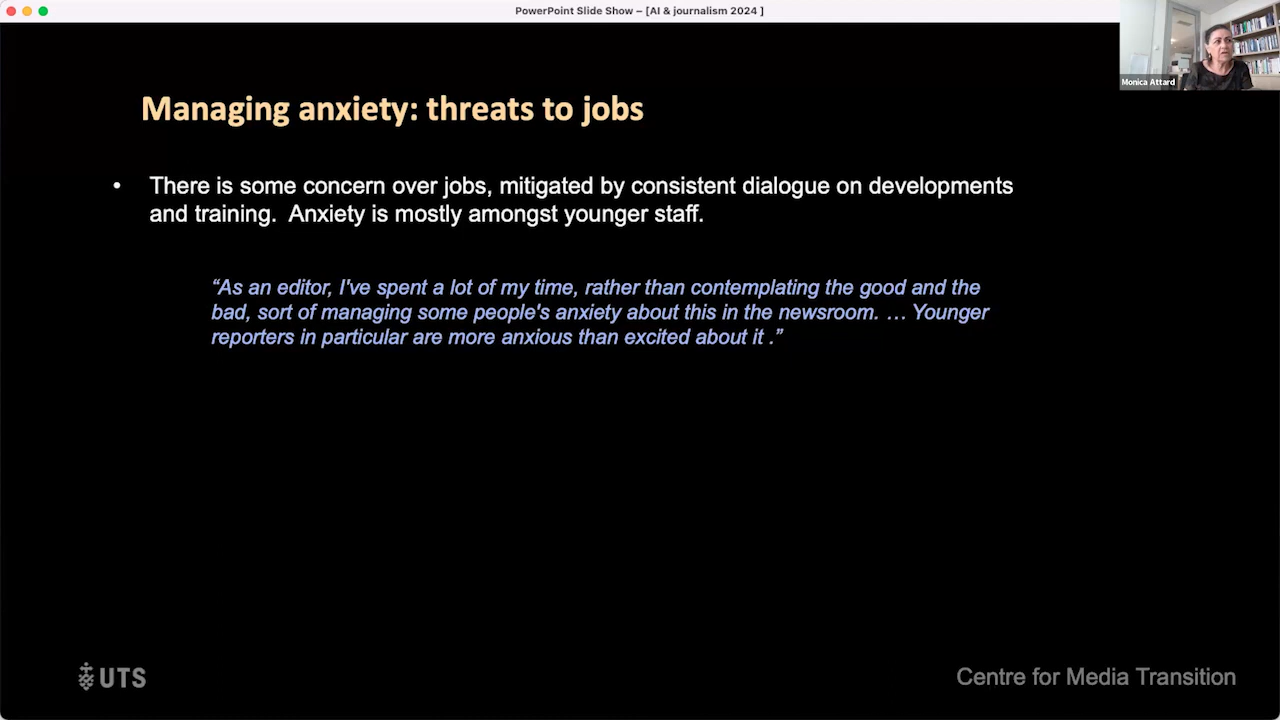 PowerPoint Slide Show – [AI & journalism 2024 ]
Monica Attard
Managing anxiety: threats to jobs
• There is some concern over jobs, mitigated by consistent dialogue on developments
and training.  Anxiety is mostly amongst younger staff.
“As an editor, I've spent a lot of my time, rather than contemplating the good and the
bad, sort of managing some people's anxiety about this in the newsroom. … Younger
reporters in particular are more anxious than excited about it .”
UTS
Centre for Media Transition